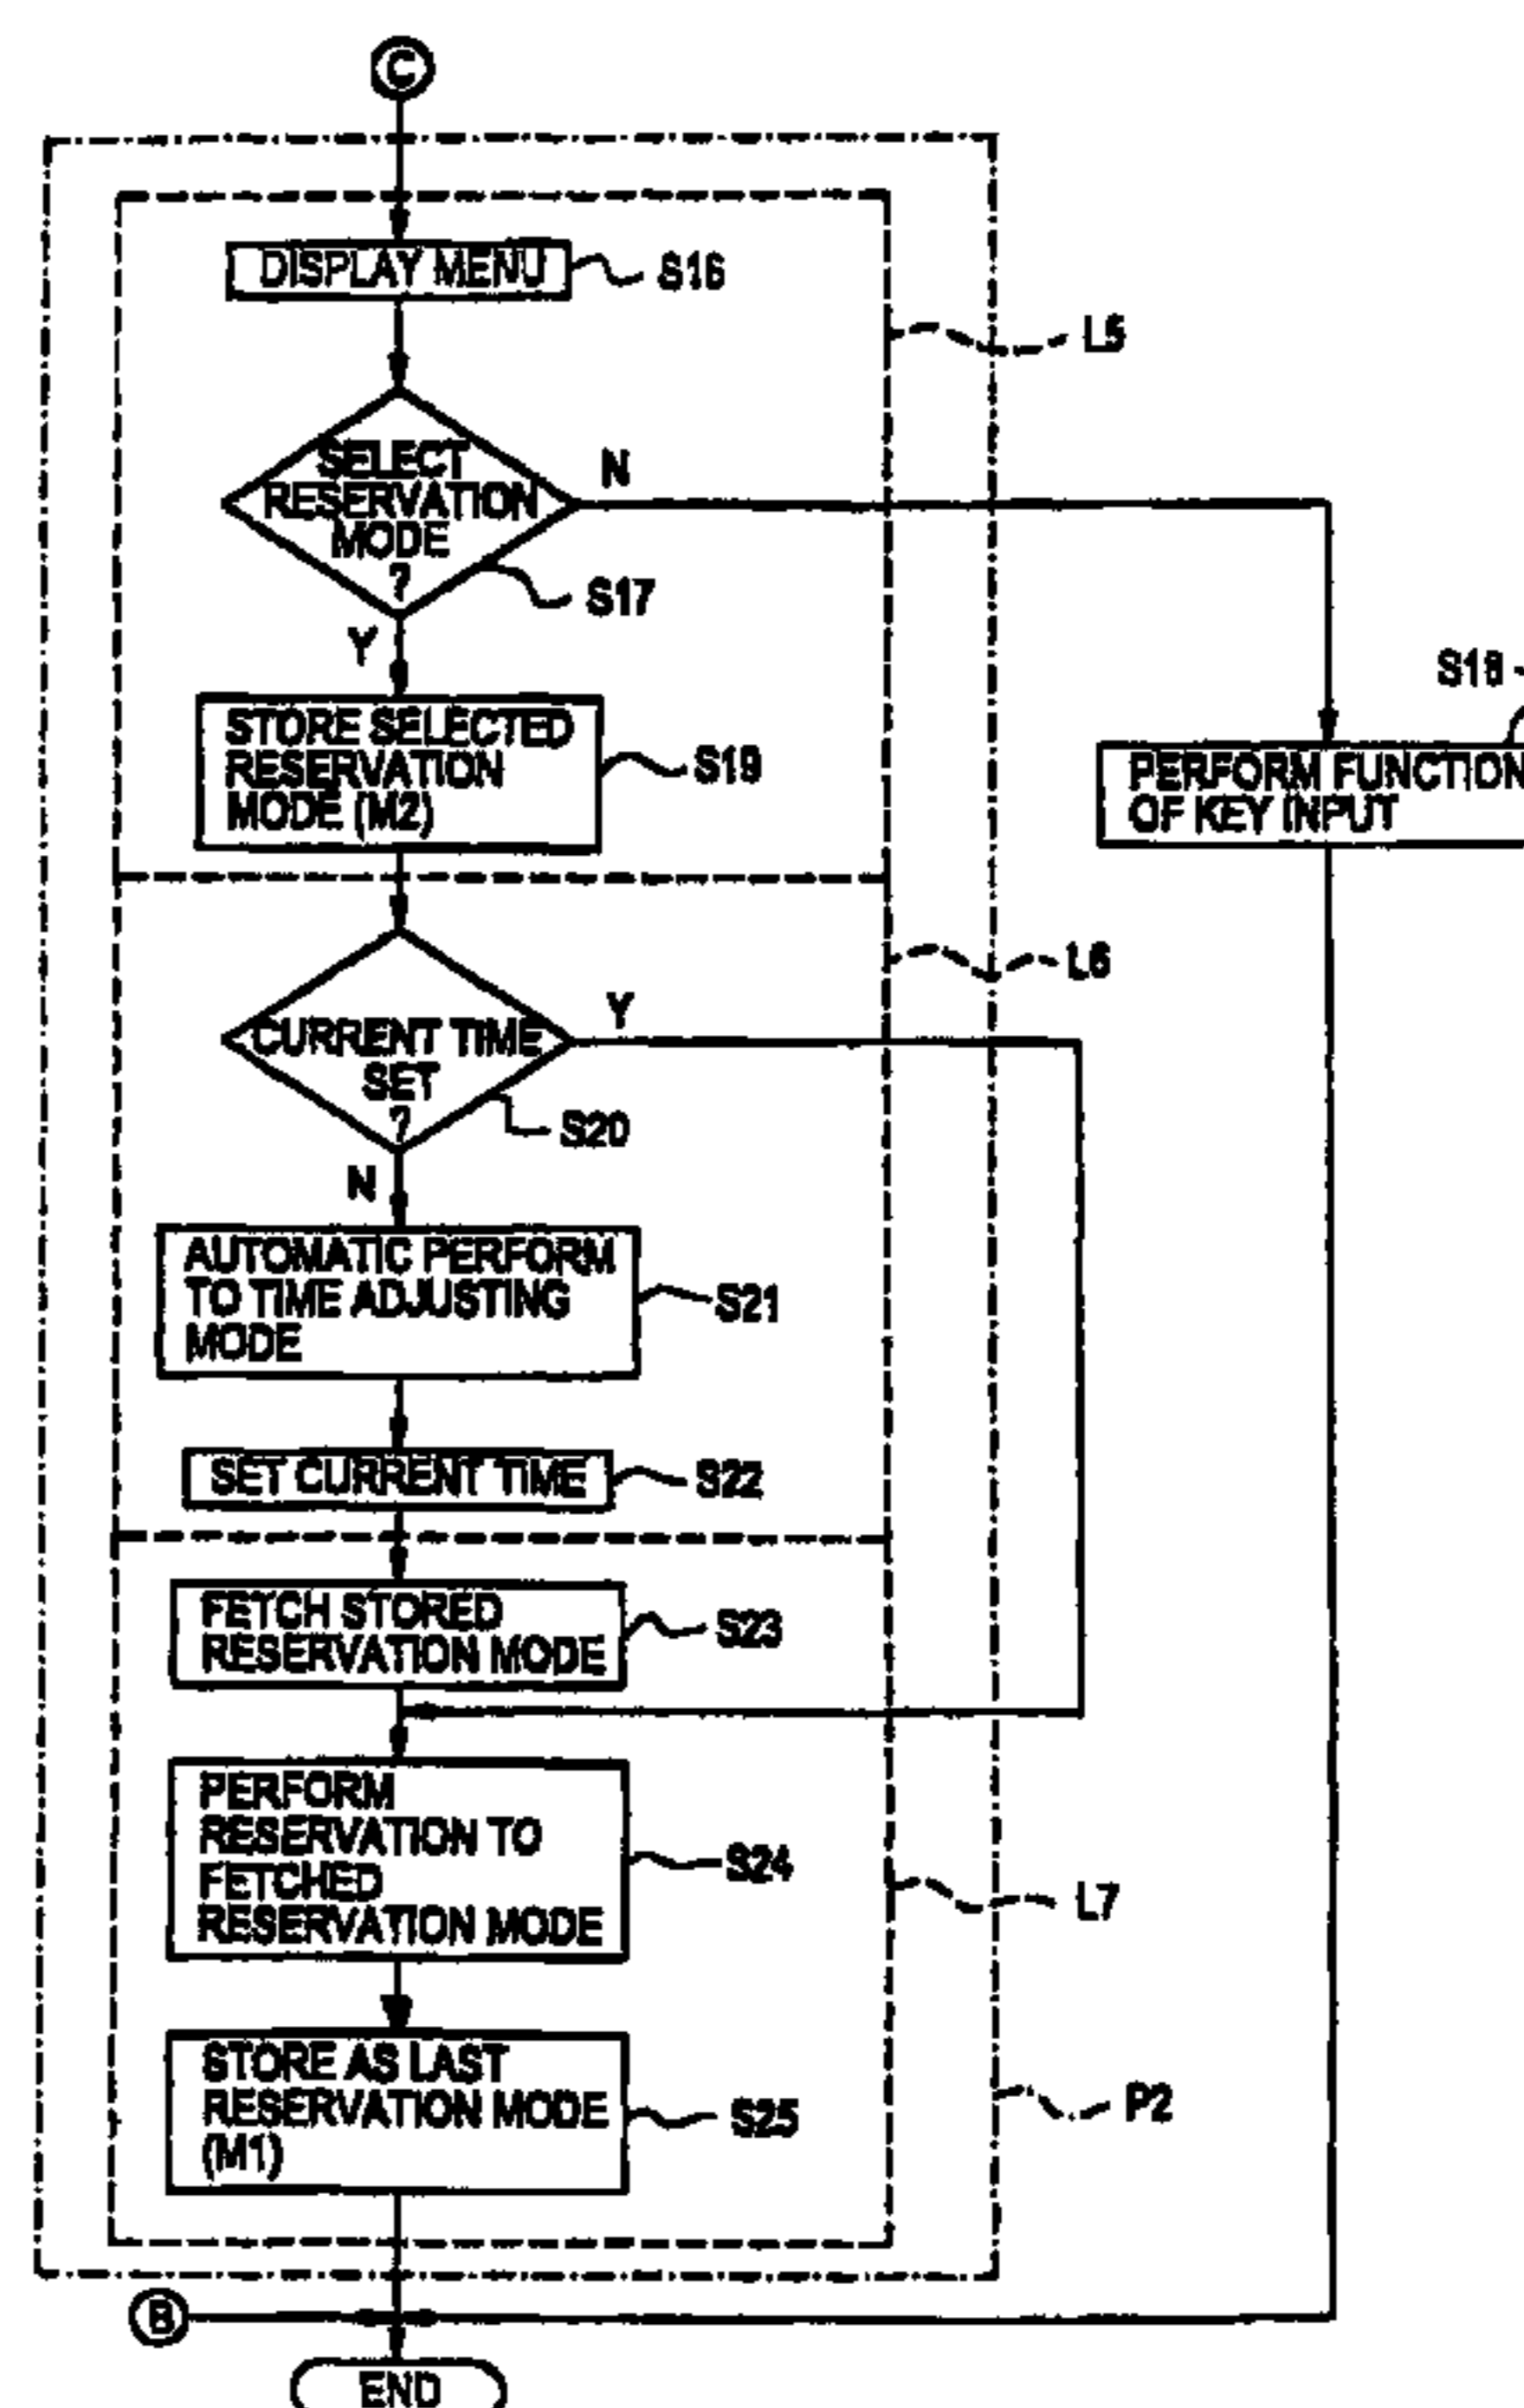 C
DISPLAY MENU
S16
L5
SELECT
RESERVATION
MODE
?
N
S17
Y
S18
STORE SELECTED
RESERVATION
MODE (M2)
S19
PERFORM FUNCTION
OF KEY INPUT
L6
CURRENT TIME
SET
?
Y
S20
N
AUTOMATIC PERFORM
TO TIME ADJUSTING
MODE
S21
SET CURRENT TIME
S22
FETCH STORED
RESERVATION MODE
S23
PERFORM
RESERVATION TO
FETCHED
RESERVATION MODE
S24
L7
STORE AS LAST
RESERVATION MODE
(M1)
S25
P2
B
END